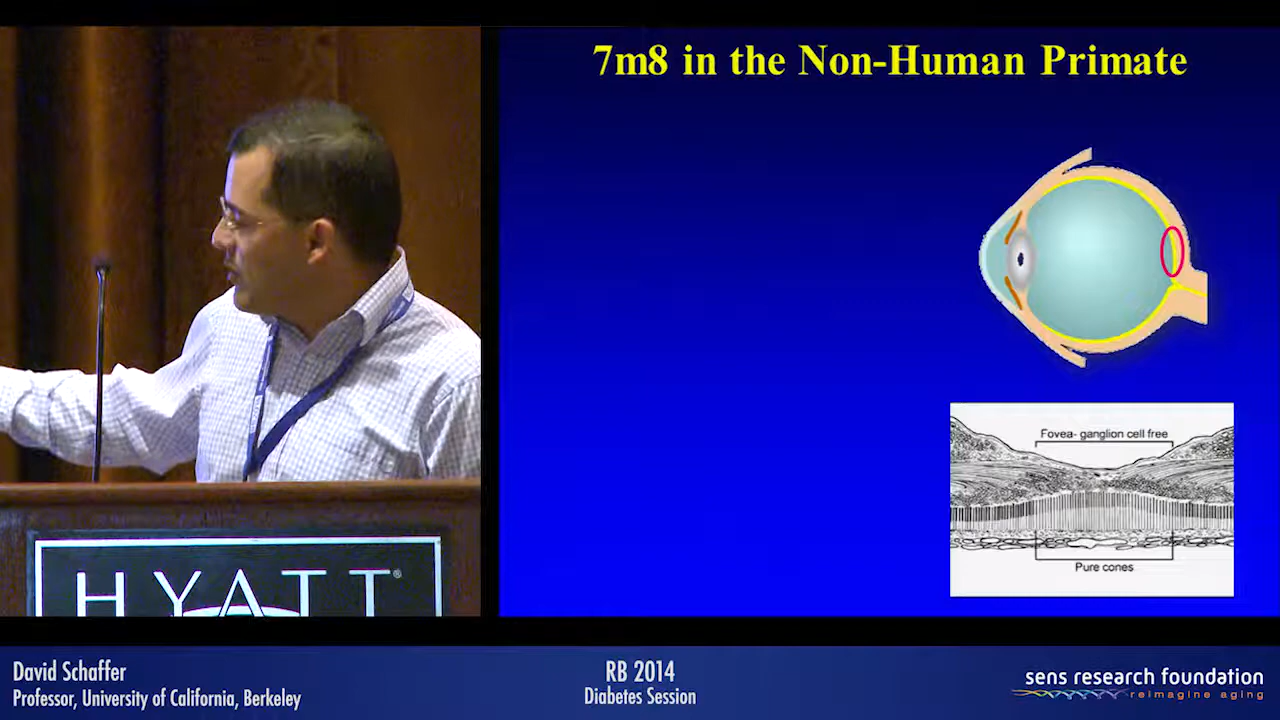 7m8 in the Non-Human Primate
Fovea- ganglion cell free
Pure cones
HYATT®
David Schaffer
Professor, University of California, Berkeley
RB 2014
Diabetes Session
sens research foundation
reimagine aging